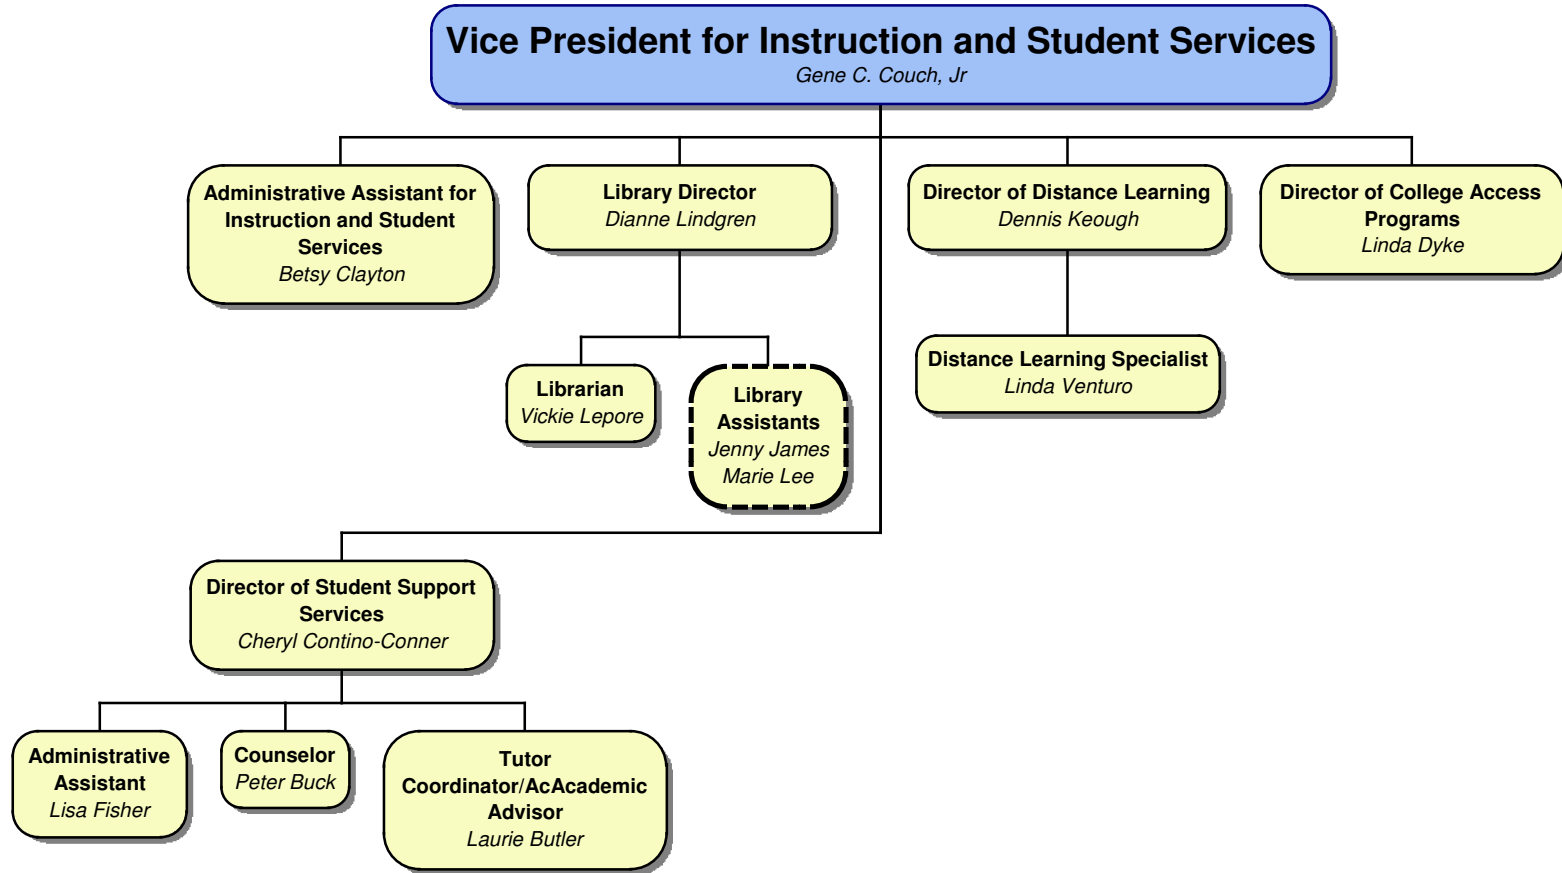 Vice President for Instruction and Student Services
Gene C. Couch, Jr
Administrative Assistant for
Instruction and Student
Services
Betsy Clayton
Library Director
Dianne Lindgren
Director of Distance Learning
Dennis Keough
Director of College Access
Programs
Linda Dyke
Librarian
Vickie Lepore
Library
Assistants
Jenny James
Marie Lee
Distance Learning Specialist
Linda Venturo
Director of Student Support
Services
Cheryl Contino-Conner
Administrative
Assistant
Lisa Fisher
Counselor
Peter Buck
Tutor
Coordinator/AcAcademic
Advisor
Laurie Butler